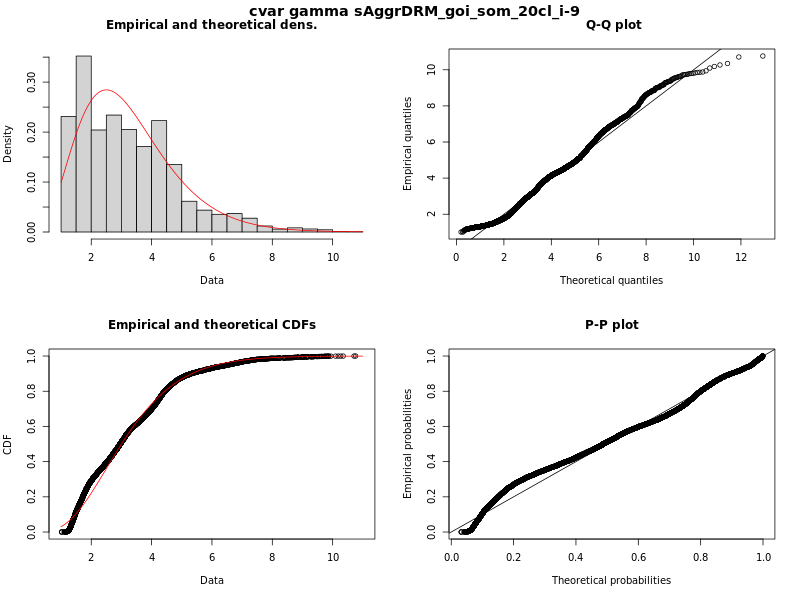 cvar gamma sAggrDRM_goi_som_20cl_i-9
Empirical and theoretical dens.
Density
0.00 0.10 0.20 0.30
2 4 6 8 10
Data
Q-Q plot
Empirical quantiles
2 4 6 8 10
0 2 4 6 8 10 12
Theoretical quantiles
Empirical and theoretical CDFs
CDF
0.0 0.2 0.4 0.6 0.8 1.0
2 4 6 8 10
Data
P-P plot
Empirical probabilities
0.0 0.2 0.4 0.6 0.8 1.0
0.0 0.2 0.4 0.6 0.8 1.0
Theoretical probabilities